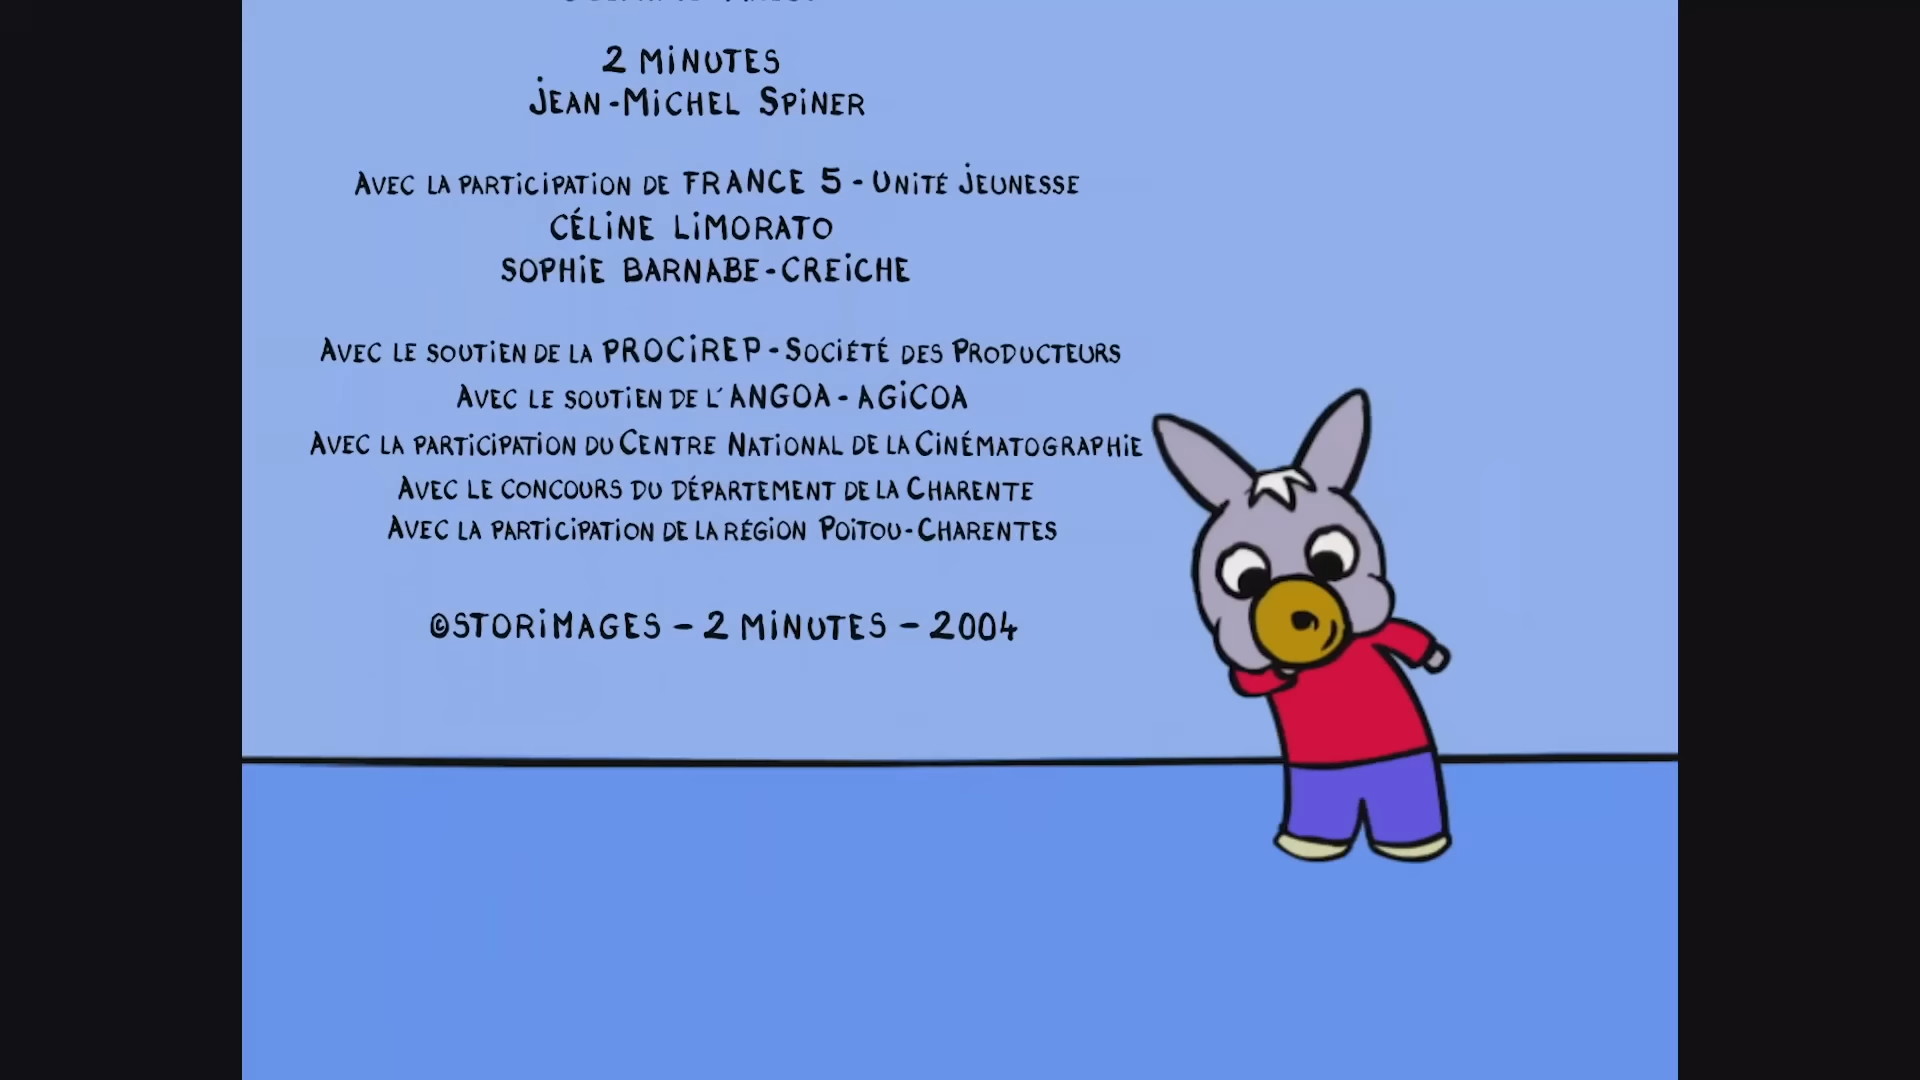 2 MINUTES
JEAN-MICHEL SPINER
AVEC LA PARTICIPATION DE FRANCE 5 - UNITÉ JEUNESSE
CÉLINE LIMORATO
SOPHIE BARNABE-CREICHE
AVEC LE SOUTIEN DE LA PROCIREP - SOCIÉTÉ DES PRODUCTEURS
AVEC LE SOUTIEN DE L'ANGOA - AGICOA
AVEC LA PARTICIPATION DU CENTRE NATIONAL DE LA CINÉMATOGRAPHIE
AVEC LE CONCOURS DU DÉPARTEMENT DE LA CHARENTE
AVEC LA PARTICIPATION DE LA RÉGION POITOU-CHARENTES
©STORIMAGES - 2 MINUTES - 2004